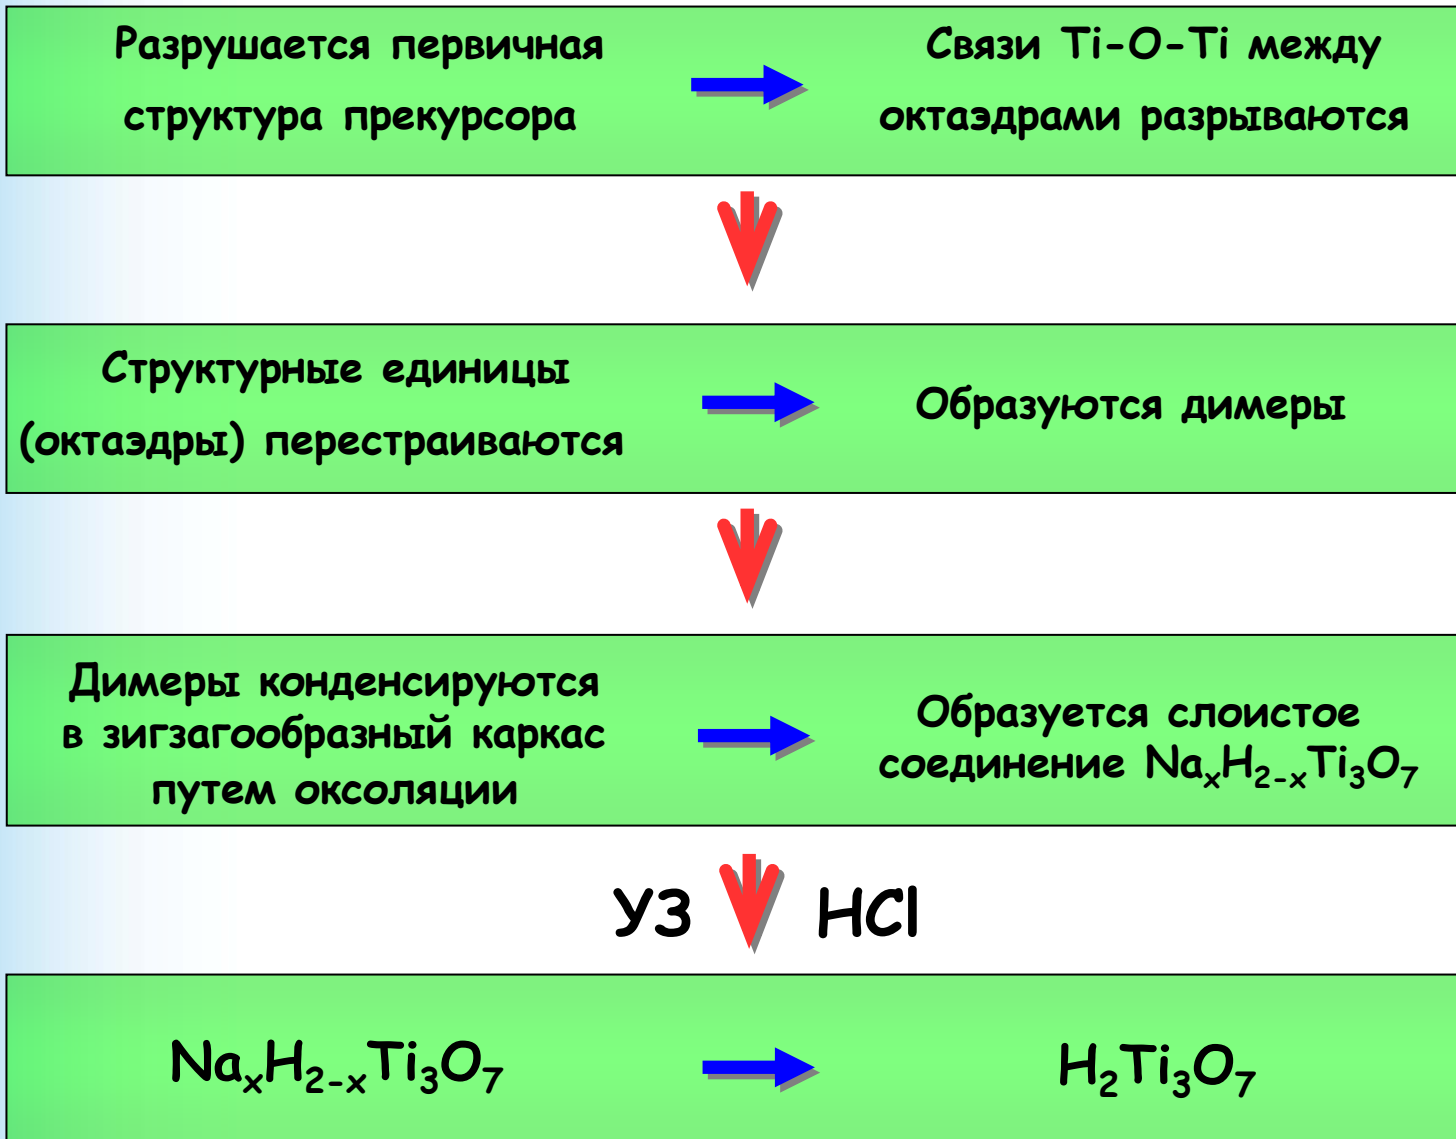 Разрушается первичная
структура прекурсора
Связи Ti-O-Ti между
октаэдрами разрываются
Структурные единицы
(октаэдры) перестраиваются
Образуются димеры
Димеры конденсируются
в зигзагообразный каркас
путем оксоляции
Образуется слоистое
соединение NaₓH₂₋ₓTi₃O₇
УЗ HCl
NaₓH₂₋ₓTi₃O₇
H₂Ti₃O₇